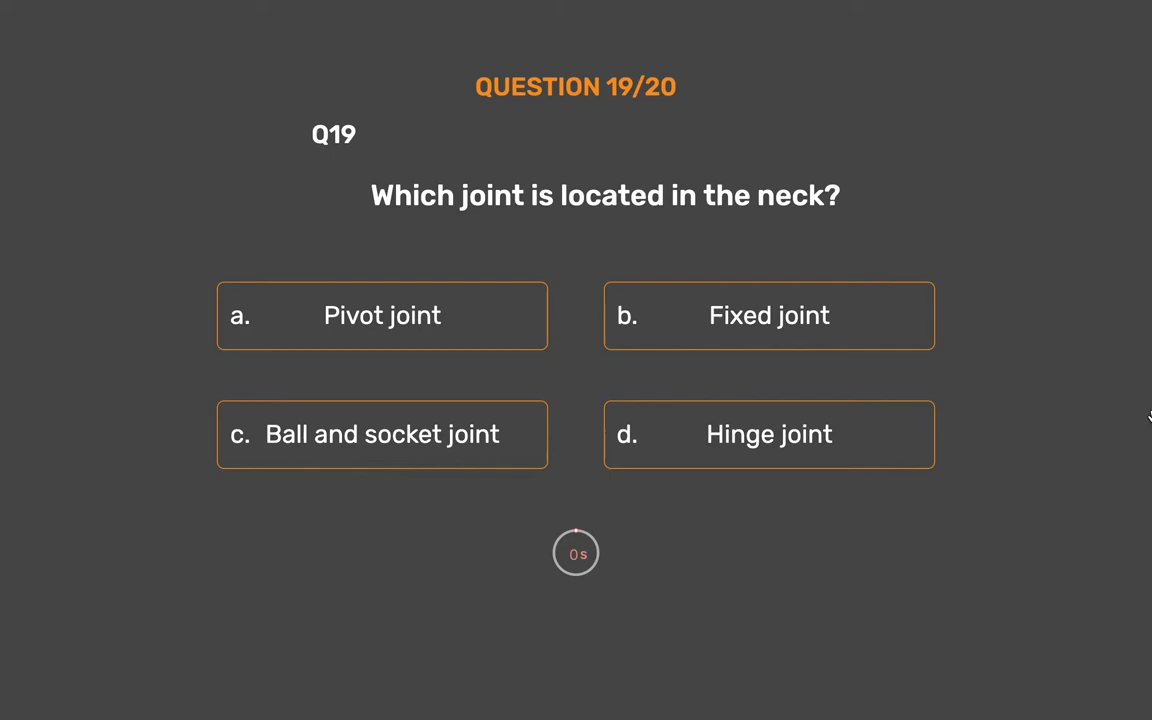 QUESTION 19/20
Q19
Which joint is located in the neck?
a. Pivot joint
b. Fixed joint
c. Ball and socket joint
d. Hinge joint
0s